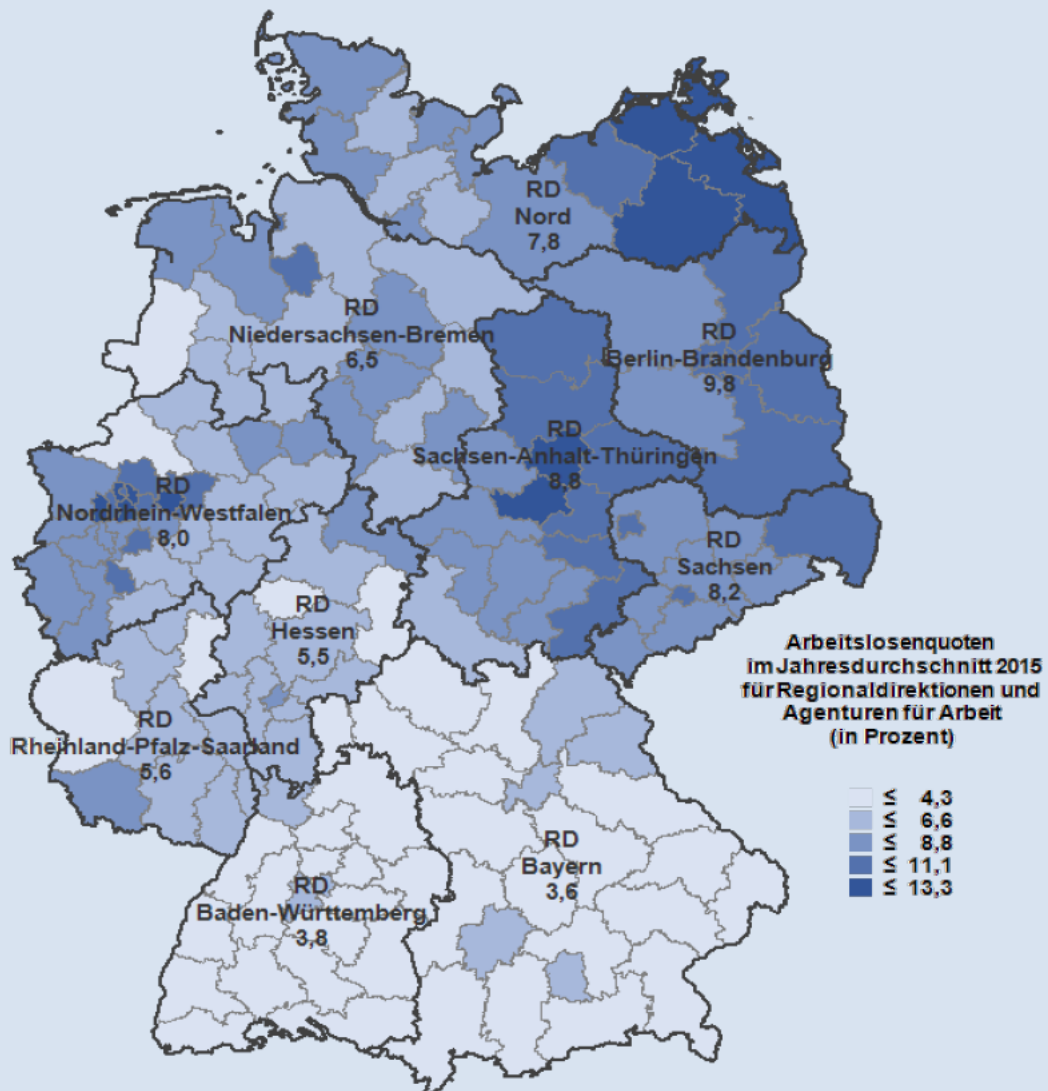 RD
Nord
7,8
RD
Niedersachsen-Bremen
6,5
RD
Berlin-Brandenburg
9,8
RD
Sachsen-Anhalt-Thüringen
8,8
RD
Nordrhein-Westfalen
8,0
RD
Sachsen
8,2
RD
Hessen
5,5
RD
Rheinland-Pfalz-Saarland
5,6
RD
Bayern
3,6
RD
Baden-Württemberg
3,8
Arbeitslosenquoten
im Jahresdurchschnitt 2015
für Regionaldirektionen und
Agenturen für Arbeit
(in Prozent)
≤ 4,3
≤ 6,6
≤ 8,8
≤ 11,1
≤ 13,3